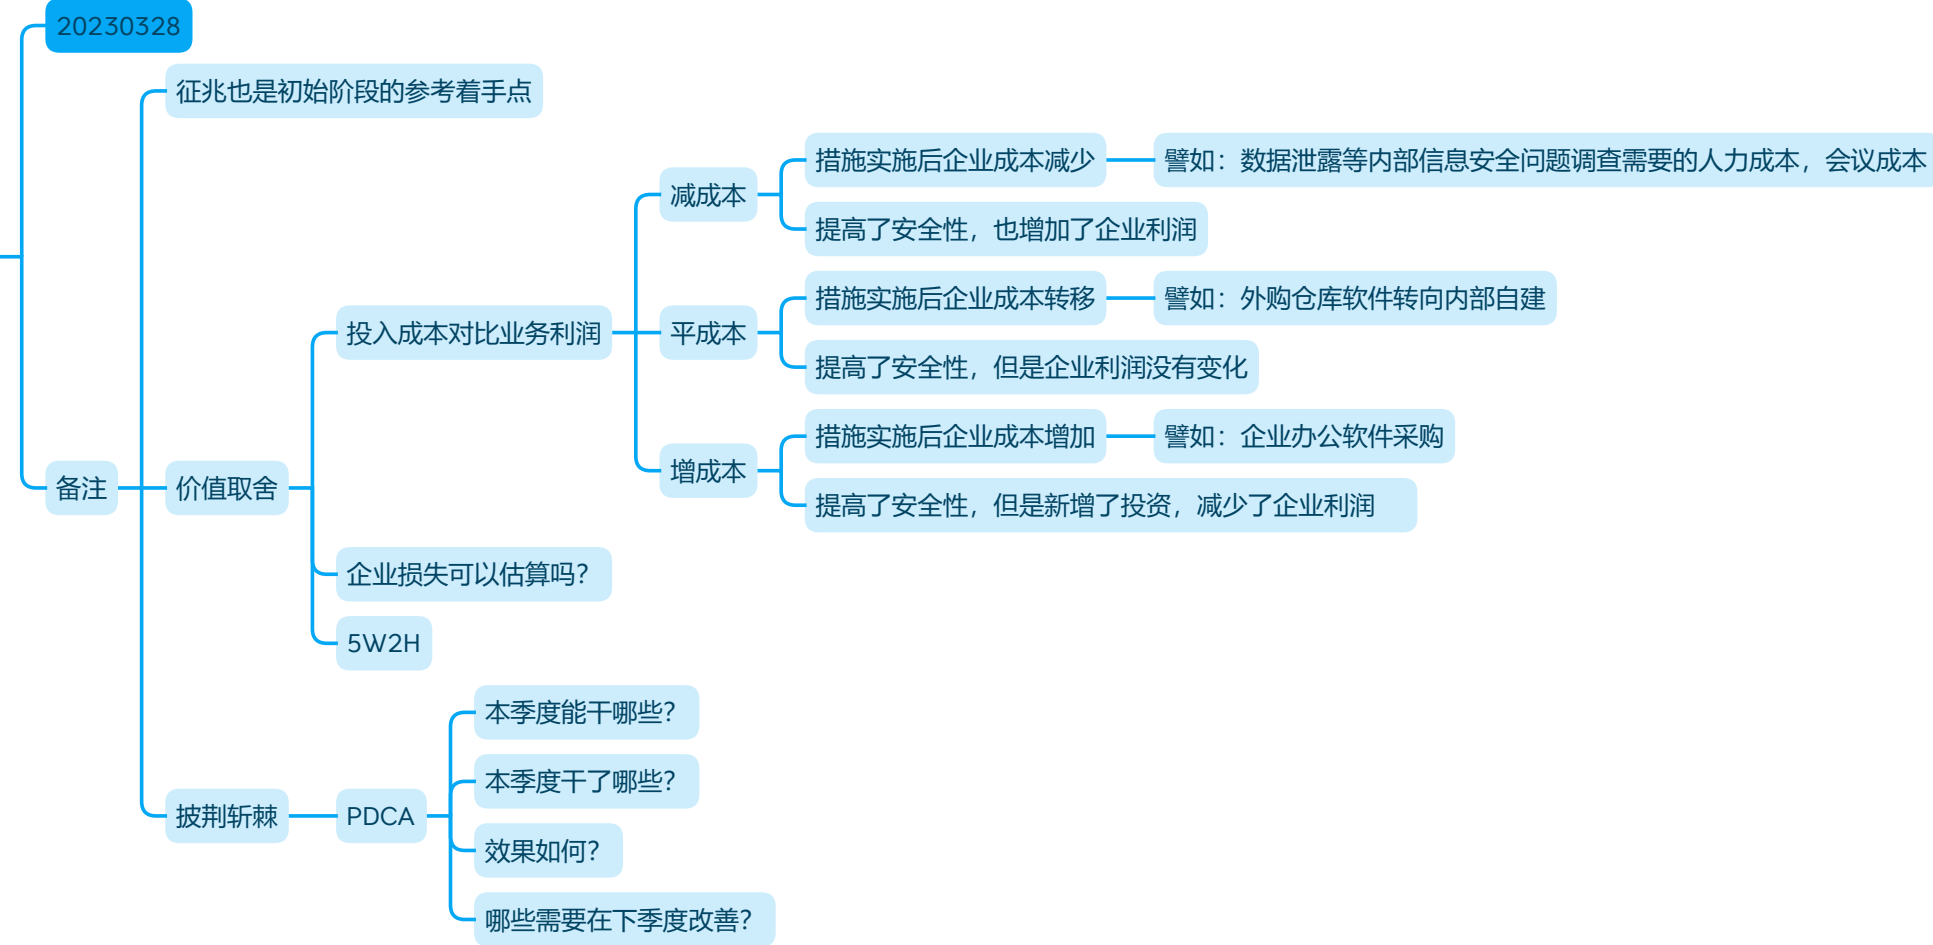 20230328
征兆也是初始阶段的参考着手点
措施实施后企业成本减少
譬如：数据泄露等内部信息安全问题调查需要的人力成本，会议成本
减成本
提高了安全性，也增加了企业利润
措施实施后企业成本转移
譬如：外购仓库软件转向内部自建
投入成本对比业务利润
平成本
提高了安全性，但是企业利润没有变化
措施实施后企业成本增加
譬如：企业办公软件采购
增成本
备注
价值取舍
提高了安全性，但是新增了投资，减少了企业利润
企业损失可以估算吗？
5W2H
本季度能干哪些？
本季度干了哪些？
披荆斩棘
PDCA
效果如何？
哪些需要在下季度改善？